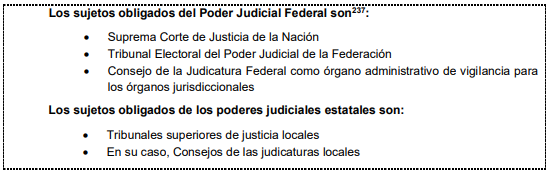 Los sujetos obligados del Poder Judicial Federal son²³⁷:
• Suprema Corte de Justicia de la Nación
• Tribunal Electoral del Poder Judicial de la Federación
• Consejo de la Judicatura Federal como órgano administrativo de vigilancia para
los órganos jurisdiccionales
Los sujetos obligados de los poderes judiciales estatales son:
• Tribunales superiores de justicia locales
• En su caso, Consejos de las judicaturas locales